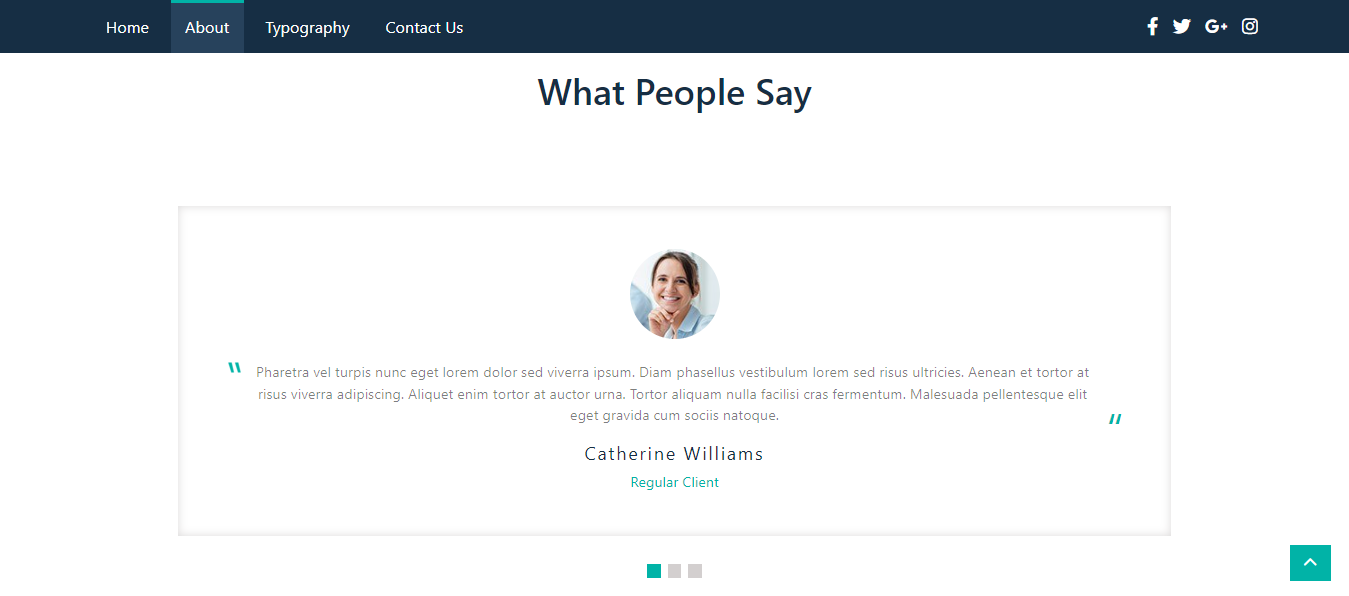 Home About Typography Contact Us
What People Say
Pharetra vel turpis nunc eget lorem dolor sed viverra ipsum. Diam phasellus vestibulum lorem sed risus ultricies. Aenean et tortor at
risus viverra adipiscing. Aliquet enim tortor at auctor urna. Tortor aliquam nulla facilisi cras fermentum. Malesuada pellentesque elit
eget gravida cum sociis natoque.
Catherine Williams
Regular Client